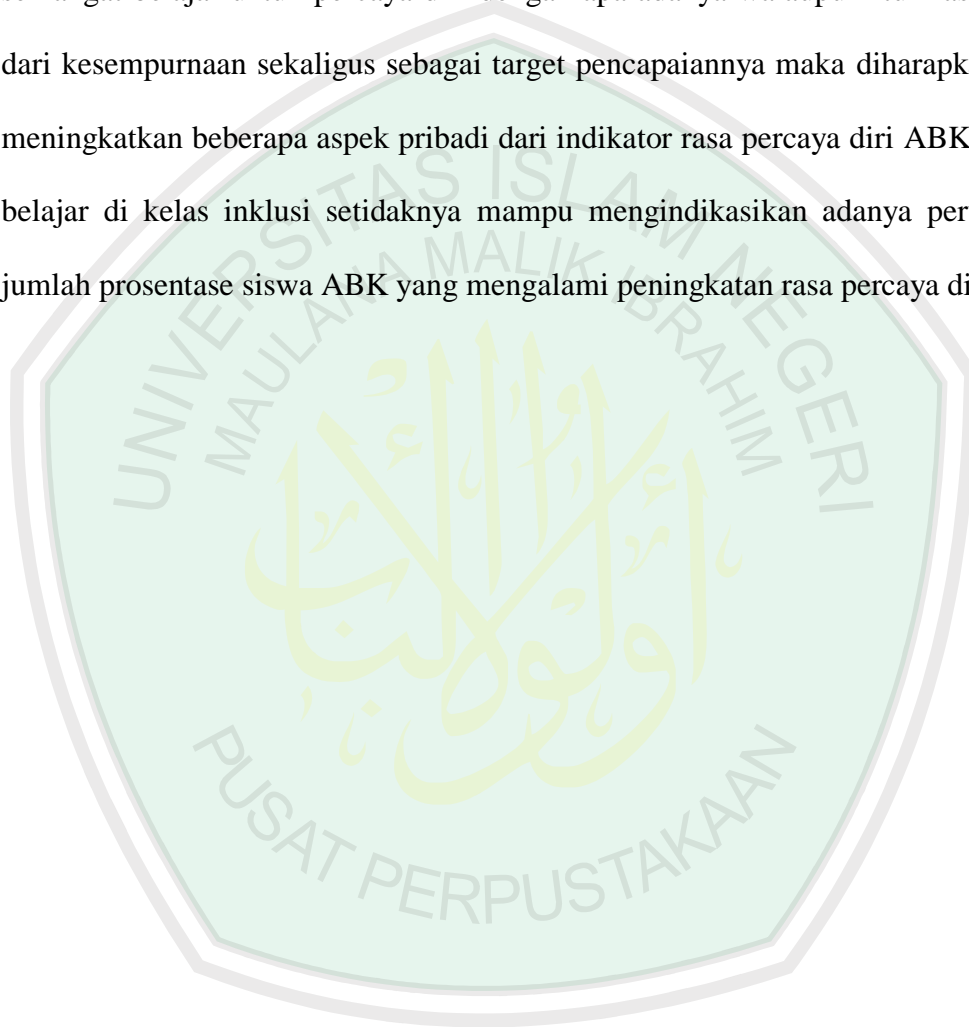 dari kesempurnaan sekaligus sebagai target pencapaiannya maka diharapk
meningkatkan beberapa aspek pribadi dari indikator rasa percaya diri ABK
belajar di kelas inklusi setidaknya mampu mengindikasikan adanya per
jumlah prosentase siswa ABK yang mengalami peningkatan rasa percaya di
UNIVERSITAS ISLAM NEGERI
MAULANA MALIK IBRAHIM
أولوا الألباب
PUSAT PERPUSTAKAAN